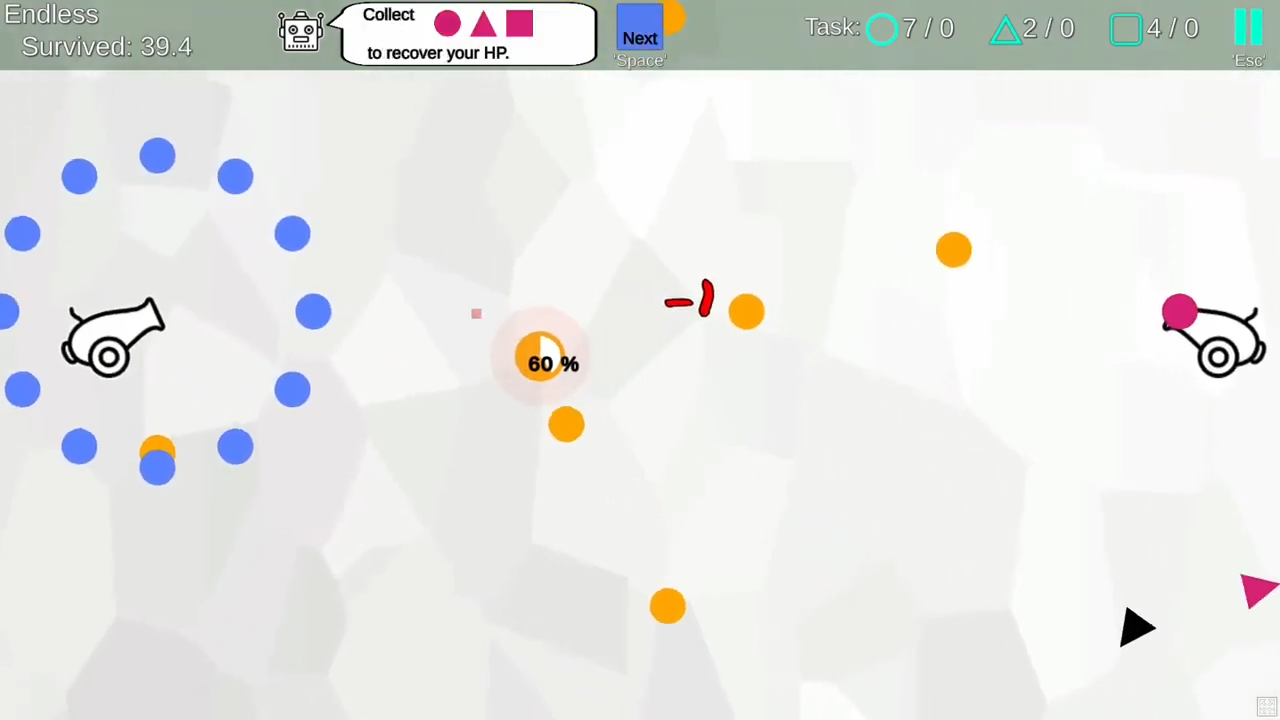 Endless
Survived: 39.4
Collect
to recover your HP.
Next
'Space'
Task: 7 / 0 2 / 0 4 / 0
'Esc'
60 %